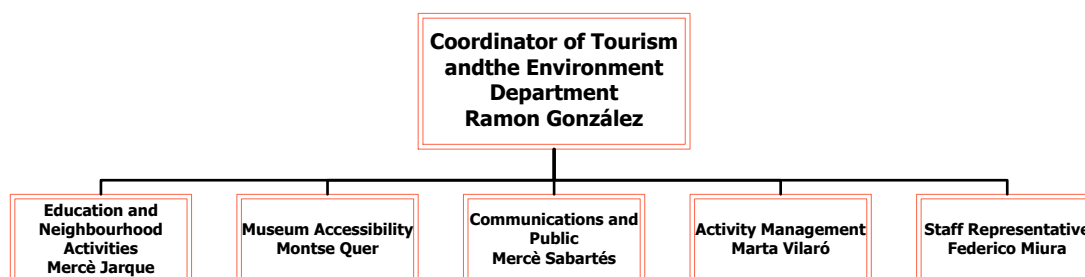 Coordinator of Tourism
andthe Environment
Department
Ramon González
Education and
Neighbourhood
Activities
Mercè Jarque
Museum Accessibility
Montse Quer
Communications and
Public
Mercè Sabartés
Activity Management
Marta Vilaró
Staff Representative
Federico Miura